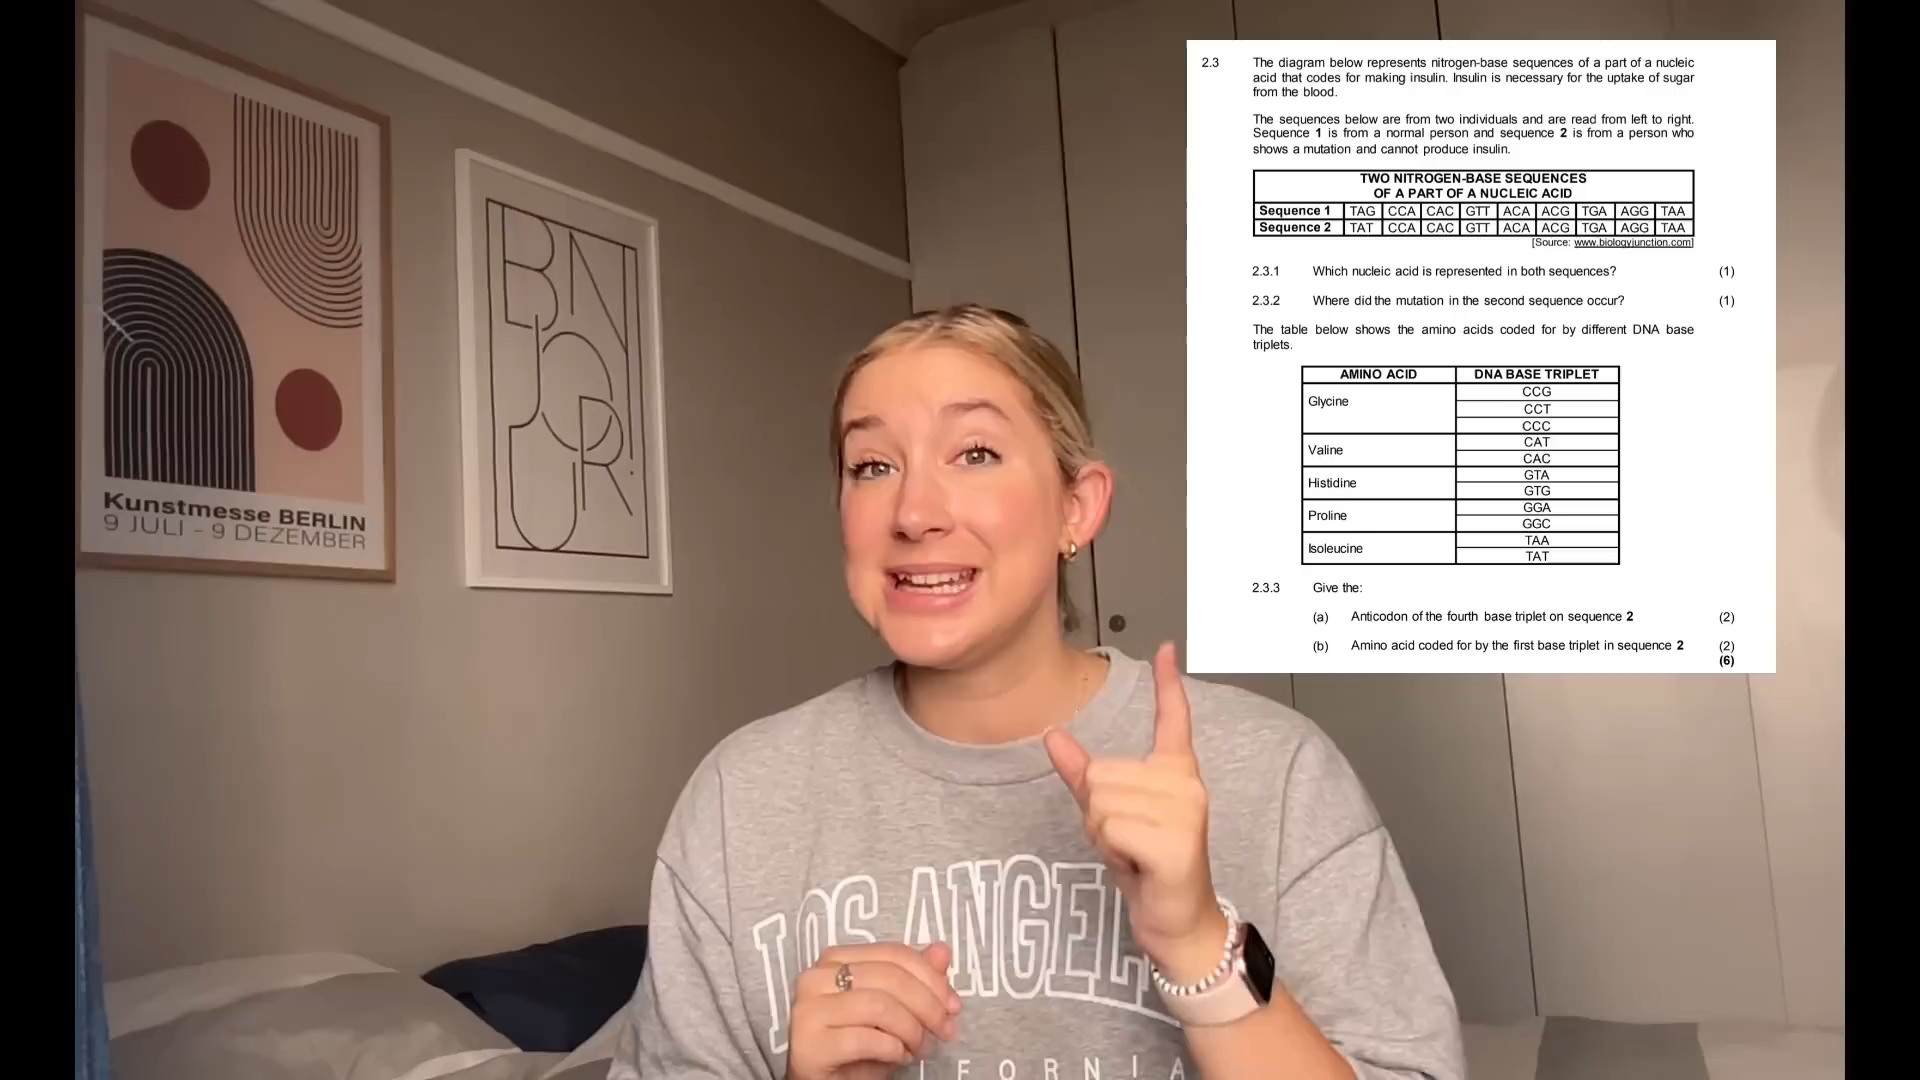 Kunstmesse BERLIN
9 JULI - 9 DEZEMBER
BONJOUR.
2.3 The diagram below represents nitrogen-base sequences of a part of a nucleic
acid that codes for making insulin. Insulin is necessary for the uptake of sugar
from the blood.
The sequences below are from two individuals and are read from left to right.
Sequence 1 is from a normal person and sequence 2 is from a person who
shows a mutation and cannot produce insulin.
TWO NITROGEN-BASE SEQUENCES
OF A PART OF A NUCLEIC ACID
Sequence 1 TAG CCA CAC GTT ACA ACG TGA AGG TAA
Sequence 2 TAT CCA CAC GTT ACA ACG TGA AGG TAA
[Source: www.biologyjunction.com]
2.3.1 Which nucleic acid is represented in both sequences? (1)
2.3.2 Where did the mutation in the second sequence occur? (1)
The table below shows the amino acids coded for by different DNA base
triplets.
AMINO ACID DNA BASE TRIPLET
Glycine CCG
CCT
CCC
Valine CAT
CAC
Histidine GTA
GTG
Proline GGA
GGC
Isoleucine TAA
TAT
2.3.3 Give the:
(a) Anticodon of the fourth base triplet on sequence 2 (2)
(b) Amino acid coded for by the first base triplet in sequence 2 (2)
(6)
LOS ANGEL
IFORNIA